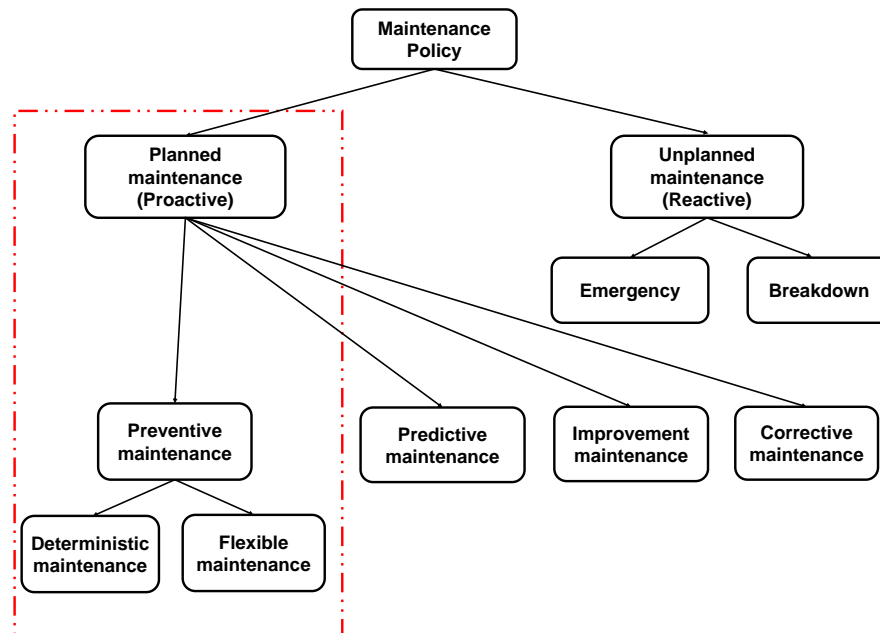 Maintenance
Policy
Planned
maintenance
(Proactive)
Unplanned
maintenance
(Reactive)
Emergency
Breakdown
Preventive
maintenance
Predictive
maintenance
Improvement
maintenance
Corrective
maintenance
Deterministic
maintenance
Flexible
maintenance